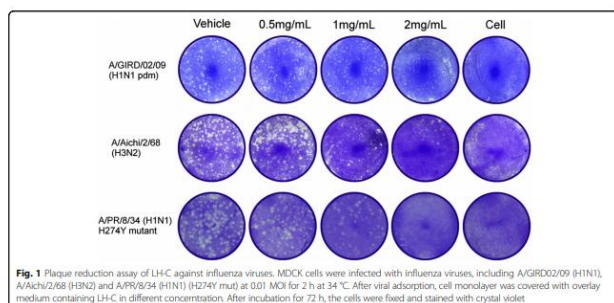 Vehicle 0.5mg/mL 1mg/mL 2mg/mL Cell
A/GIRD/02/09
(H1N1 pdm)
A/Aichi/2/68
(H3N2)
A/PR/8/34 (H1N1)
H274Y mutant
Fig. 1 Plaque reduction assay of LH-C against influenza viruses. MDCK cells were infected with influenza viruses, including A/GIRD02/09 (H1N1),
A/Aichi/2/68 (H3N2) and A/PR/8/34 (H1N1) (H274Y mut) at 0.01 MOI for 2 h at 34 °C. After viral adsorption, cell monolayer was covered with overlay
medium containing LH-C in different concerntration. After incubation for 72 h, the cells were fixed and stained with crystal violet